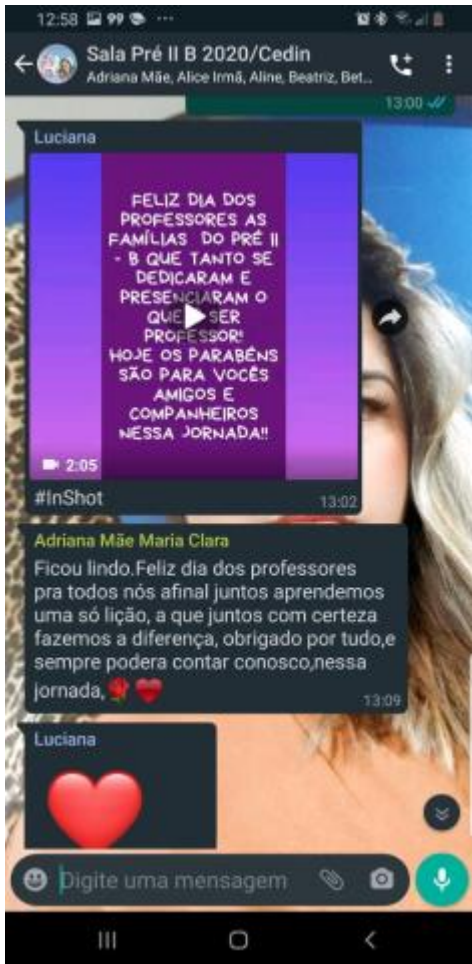 12:58 99
Sala Pré II B 2020/Cedin
Adriana Mãe, Alice Irmã, Aline, Beatriz, Bet...
13:00
Luciana
FELIZ DIA DOS
PROFESSORES AS
FAMÍLIAS DO PRÉ II
- B QUE TANTO SE
DEDICARAM E
PRESENCIARAM O
QUE SER
PROFESSOR!
HOJE OS PARABÉNS
SÃO PARA VOCÊS
AMIGOS E
COMPANHEIROS
NESSA JORNADA!!
2:05
#InShot
13:02
Adriana Mãe Maria Clara
Ficou lindo.Feliz dia dos professores
pra todos nós afinal juntos aprendemos
uma só lição, a que juntos com certeza
fazemos a diferença, obrigado por tudo,e
sempre podera contar conosco,nessa
jornada,🌹❤️
13:09
Luciana
Digite uma mensagem